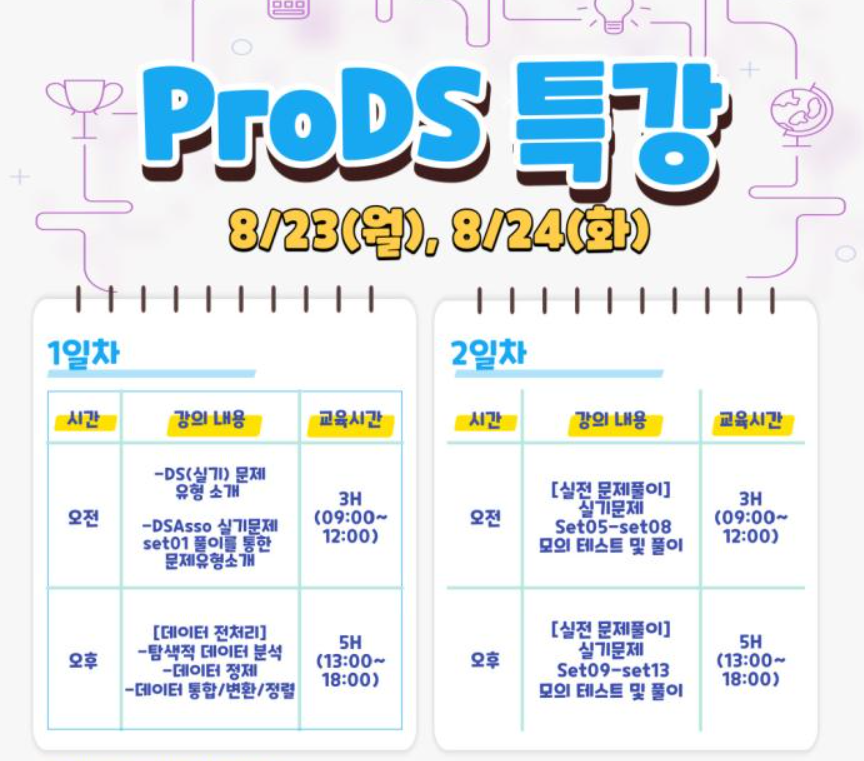 ProDS 특강
8/23(월), 8/24(화)
1일차
시간 강의 내용 교육시간
오전
-DS(실기) 문제
유형 소개
-DSAsso 실기문제
set01 풀이를 통한
문제유형소개
3H
(09:00~
12:00)
오후
[데이터 전처리]
-탐색적 데이터 분석
-데이터 정제
-데이터 통합/변환/정렬
5H
(13:00~
18:00)
2일차
시간 강의 내용 교육시간
오전
[실전 문제풀이]
실기문제
Set05-set08
모의 테스트 및 풀이
3H
(09:00~
12:00)
오후
[실전 문제풀이]
실기문제
Set09-set13
모의 테스트 및 풀이
5H
(13:00~
18:00)